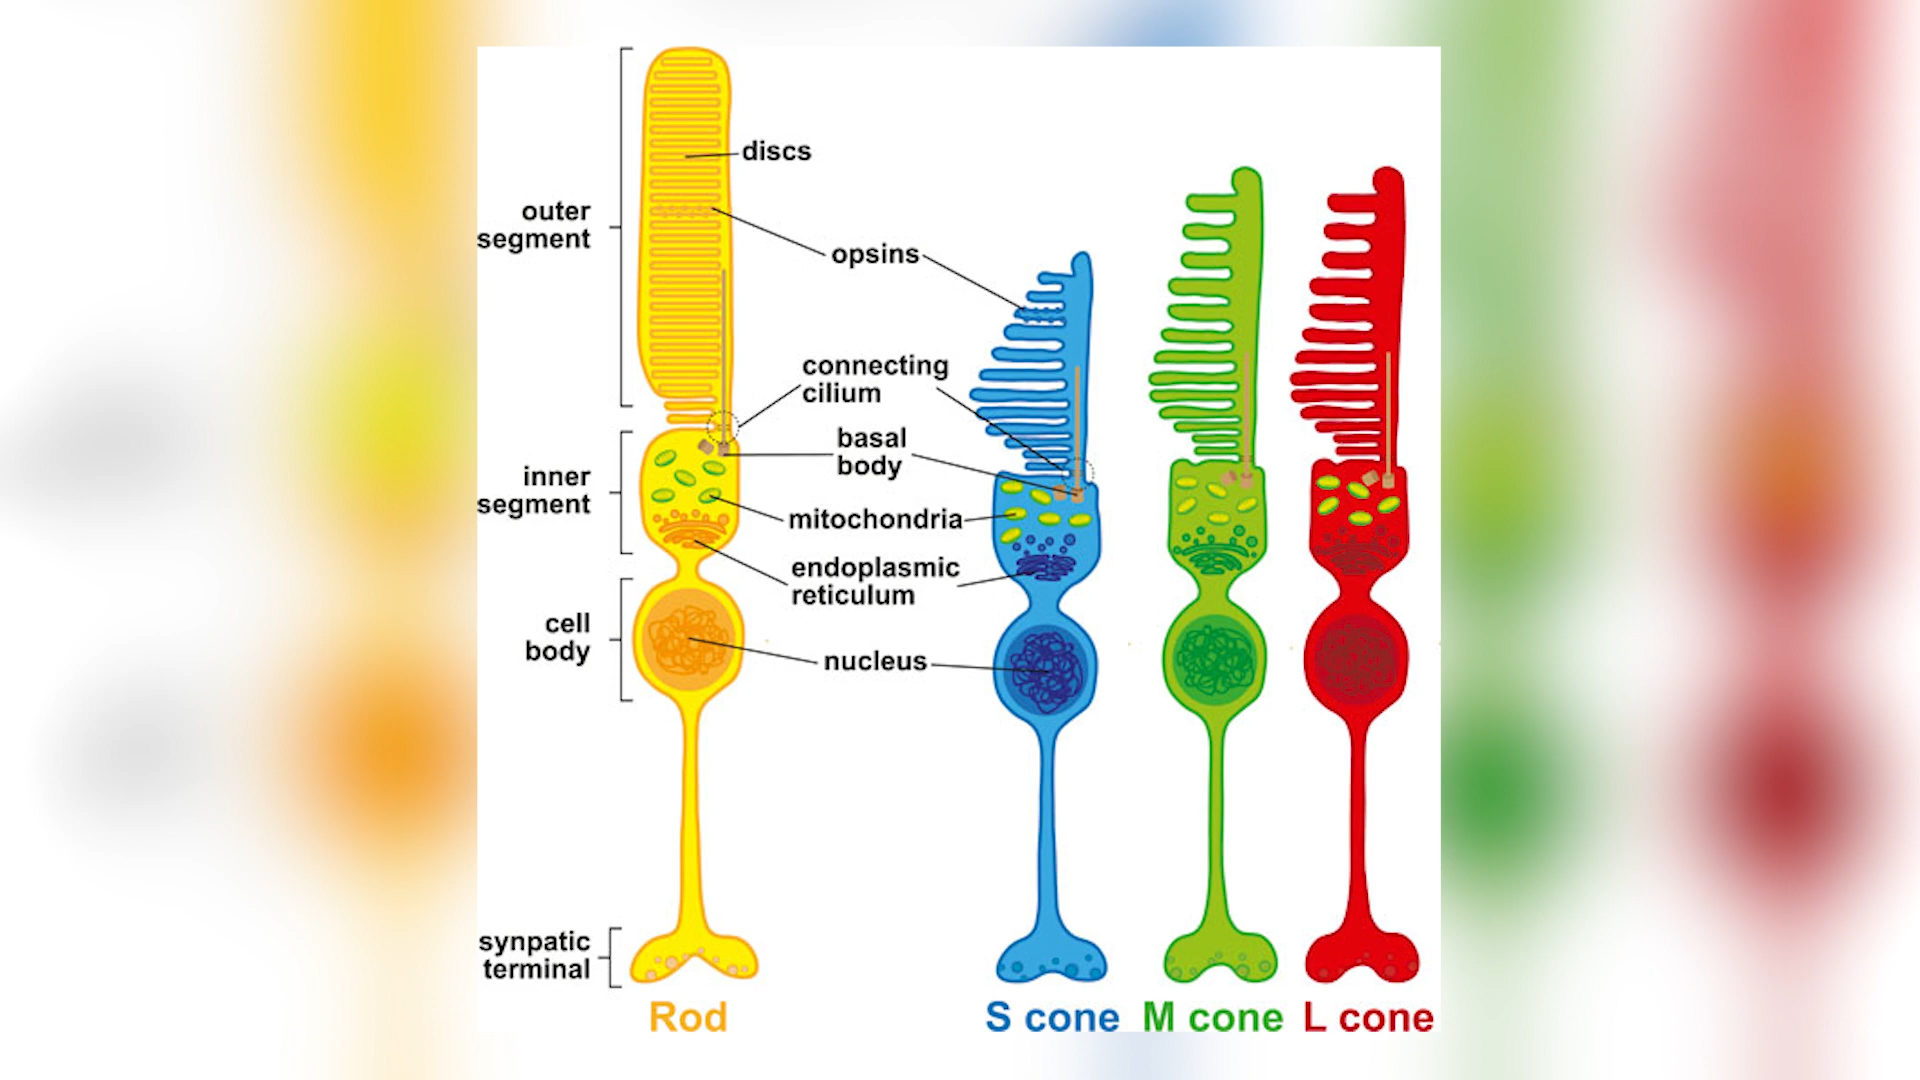 discs
outer
segment
opsins
connecting
cilium
basal
body
inner
segment
mitochondria
endoplasmic
reticulum
cell
body
nucleus
synpatic
terminal
Rod
S cone
M cone
L cone